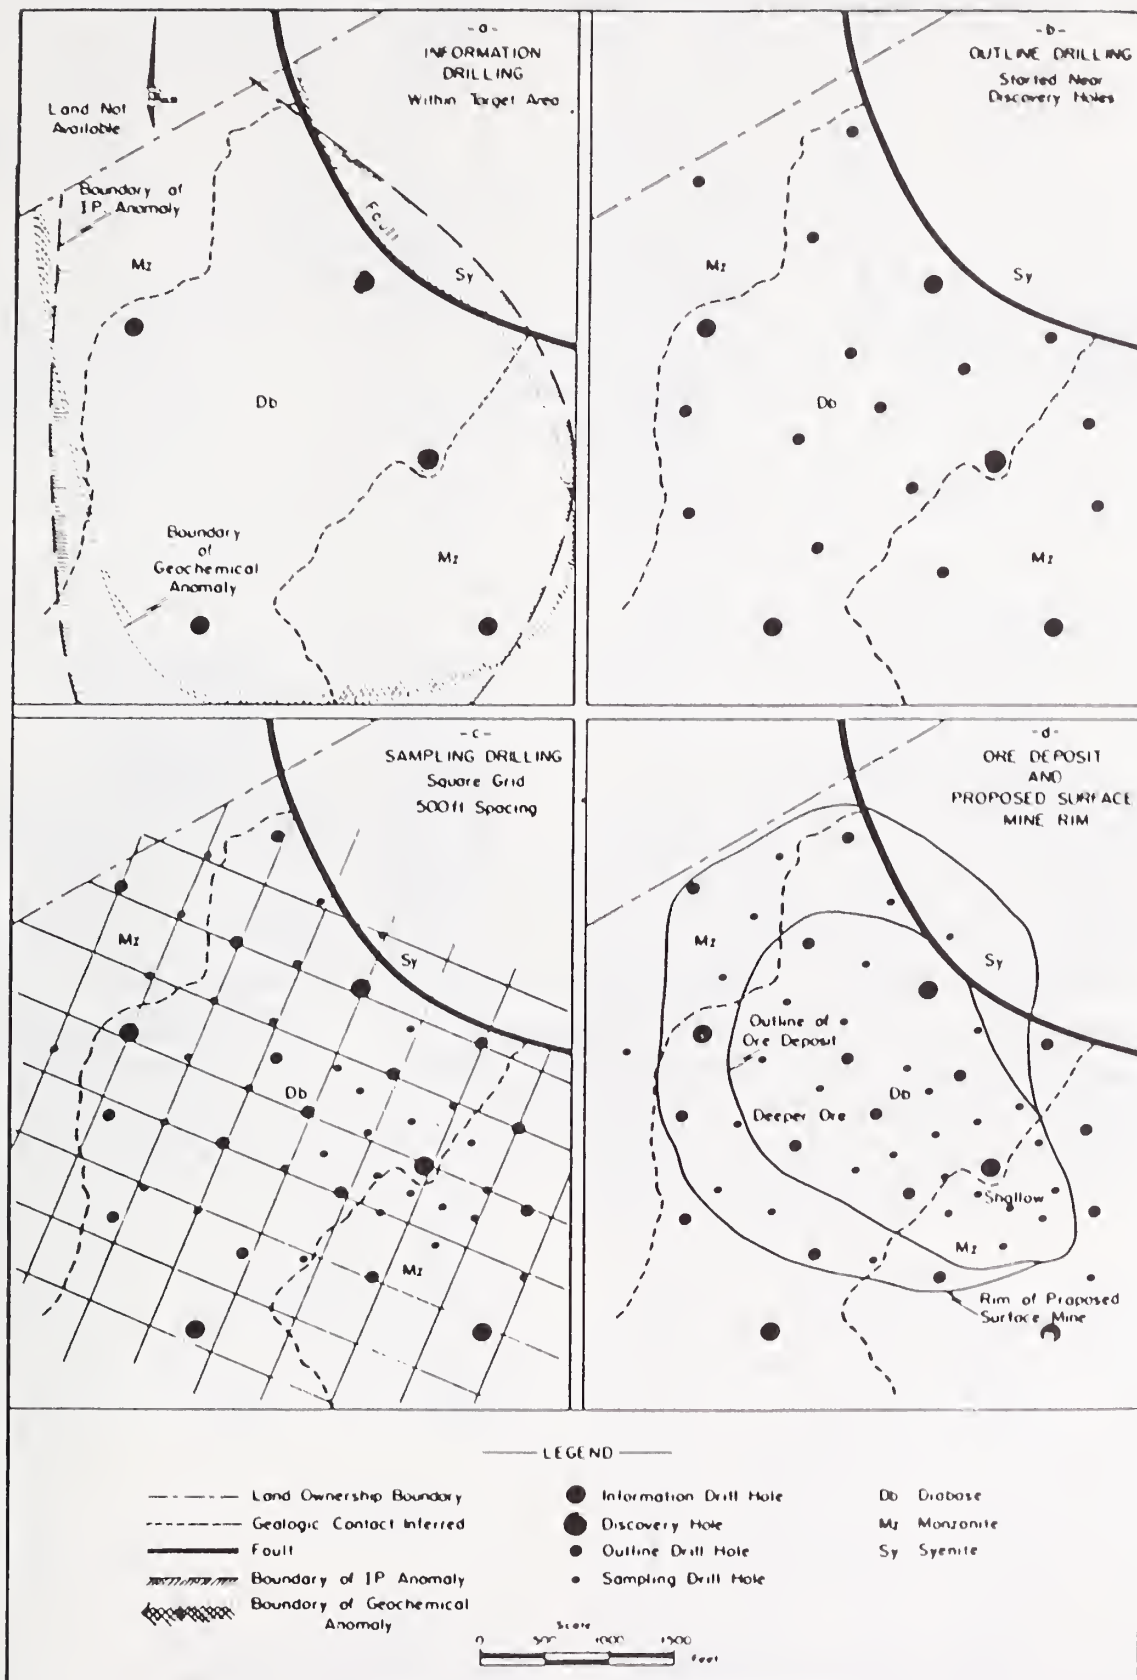 -a-
INFORMATION
DRILLING
Within Target Area
Land Not
Available
Boundary of
I.P. Anomaly
Fault
Mz
Sy
Db
Boundary
of
Geochemical
Anomaly
Mz
-b-
OUTLINE DRILLING
Started Near
Discovery Holes
Mz
Sy
Db
Mz
-c-
SAMPLING DRILLING
Square Grid
500ft Spacing
Mz
Sy
Db
Mz
-d-
ORE DEPOSIT
AND
PROPOSED SURFACE
MINE RIM
Mz
Sy
Outline of
Ore Deposit
Db
Deeper Ore
Shallow
Mz
Rim of Proposed
Surface Mine
LEGEND
Land Ownership Boundary
Geologic Contact Inferred
Fault
Boundary of IP Anomaly
Boundary of Geochemical
Anomaly
Information Drill Hole
Discovery Hole
Outline Drill Hole
Sampling Drill Hole
Db Diabase
Mz Monzonite
Sy Syenite
Scale
0 500 1000 1500
Feet